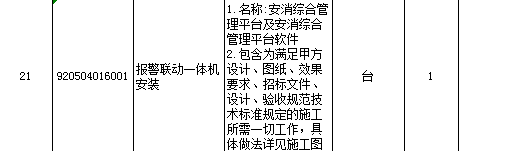 21
920504016001
报警联动一体机
安装
1.名称:安消综合管
理平台及安消综合
管理平台软件
2.包含为满足甲方
设计、图纸、效果
要求、招标文件、
设计、验收规范技
术标准规定的施工
所需一切工作，具
体做法详见施工图
台
1